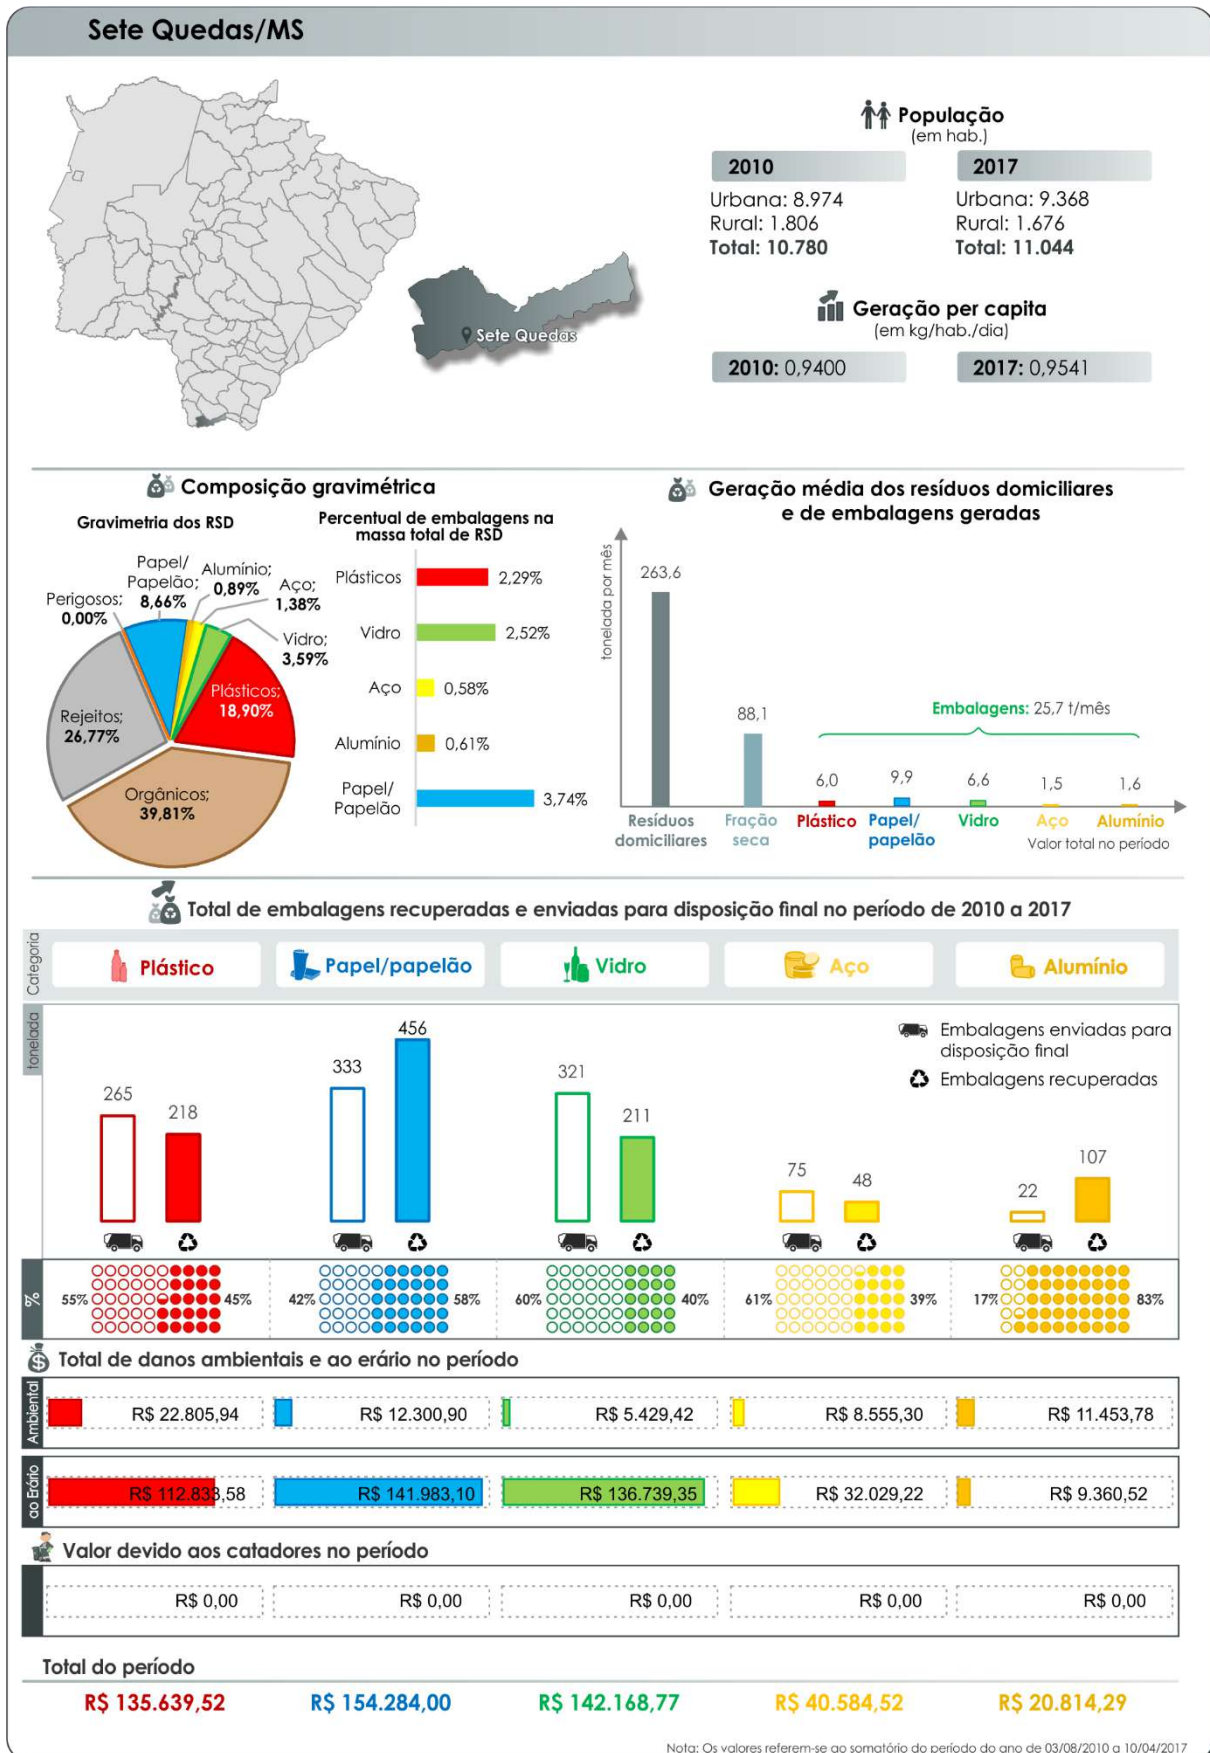 Sete Quedas/MS
População
(em hab.)
2010
2017
Urbana: 8.974
Rural: 1.806
Total: 10.780
Urbana: 9.368
Rural: 1.676
Total: 11.044
Sete Quedas
Geração per capita
(em kg/hab./dia)
2010: 0,9400
2017: 0,9541
Composição gravimétrica
Gravimetria dos RSD
Papel/
Papelão;
8,66%
Alumínio;
0,89%
Aço;
1,38%
Perigosos;
0,00%
Vidro;
3,59%
Plásticos;
18,90%
Rejeitos;
26,77%
Orgânicos;
39,81%
Percentual de embalagens na
massa total de RSD
Plásticos
2,29%
Vidro
2,52%
Aço
0,58%
Alumínio
0,61%
Papel/
Papelão
3,74%
Geração média dos resíduos domiciliares
e de embalagens geradas
tonelada por mês
263,6
88,1
Embalagens: 25,7 t/mês
6,0
9,9
6,6
1,5
1,6
Resíduos
domiciliares
Fração
seca
Plástico
Papel/
papelão
Vidro
Aço
Alumínio
Valor total no período
Total de embalagens recuperadas e enviadas para disposição final no período de 2010 a 2017
Categoria
Plástico
Papel/papelão
Vidro
Aço
Alumínio
tonelada
265
218
333
456
321
211
75
48
22
107
Embalagens enviadas para
disposição final
Embalagens recuperadas
%
55%
45%
42%
58%
60%
40%
61%
39%
17%
83%
Total de danos ambientais e ao erário no período
Ambiental
R$ 22.805,94
R$ 12.300,90
R$ 5.429,42
R$ 8.555,30
R$ 11.453,78
ao Erário
R$ 112.833,58
R$ 141.983,10
R$ 136.739,35
R$ 32.029,22
R$ 9.360,52
Valor devido aos catadores no período
R$ 0,00
R$ 0,00
R$ 0,00
R$ 0,00
R$ 0,00
Total do período
R$ 135.639,52
R$ 154.284,00
R$ 142.168,77
R$ 40.584,52
R$ 20.814,29
Nota: Os valores referem-se ao somatório do período do ano de 03/08/2010 a 10/04/2017